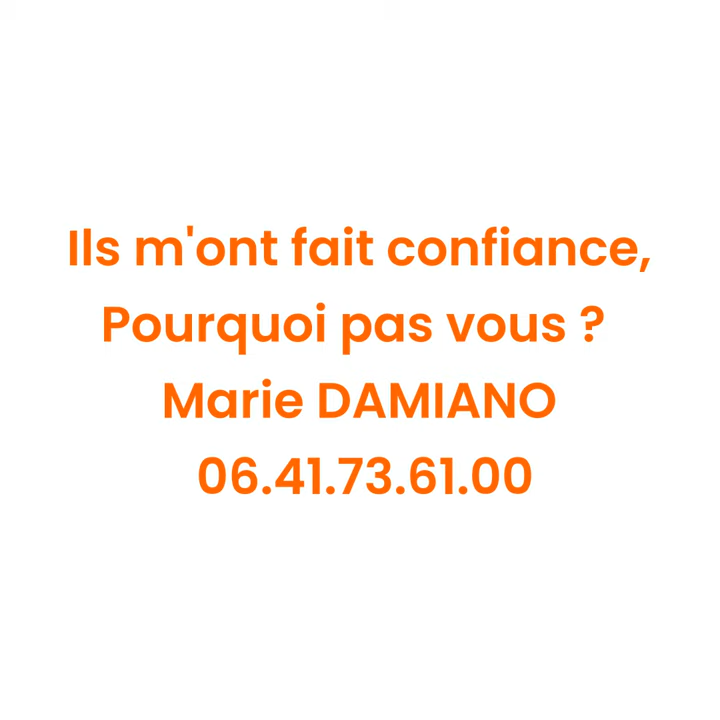 Ils m'ont fait confiance,
Pourquoi pas vous ?
Marie DAMIANO
06.41.73.61.00